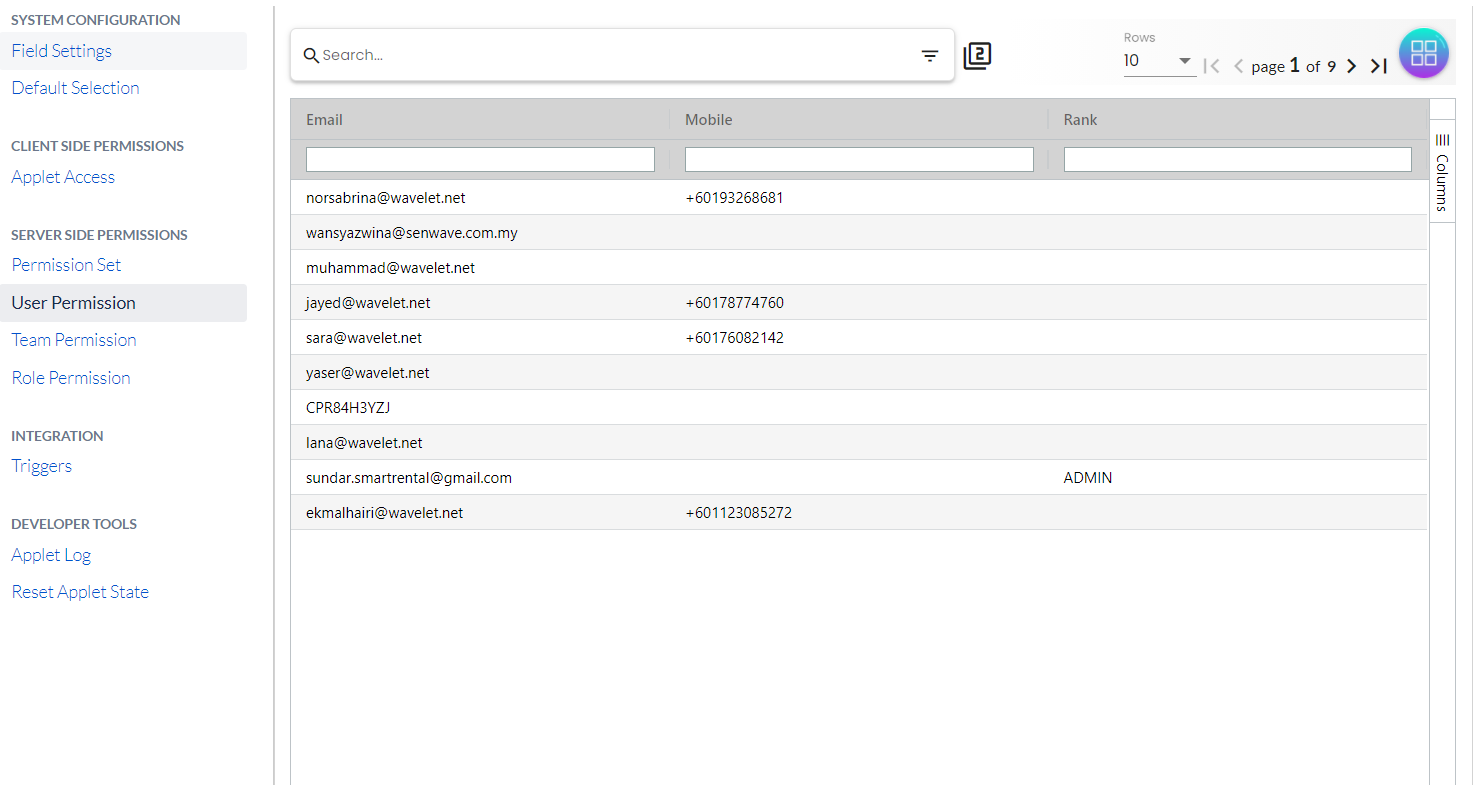 SYSTEM CONFIGURATION
Field Settings
Default Selection
CLIENT SIDE PERMISSIONS
Applet Access
SERVER SIDE PERMISSIONS
Permission Set
User Permission
Team Permission
Role Permission
INTEGRATION
Triggers
DEVELOPER TOOLS
Applet Log
Reset Applet State
Search...
2
Rows
10
page 1 of 9
Email Mobile Rank
norsabrina@wavelet.net +60193268681
wansyazwina@senwave.com.my
muhammad@wavelet.net
jayed@wavelet.net +60178774760
sara@wavelet.net +60176082142
yaser@wavelet.net
CPR84H3YZJ
lana@wavelet.net
sundar.smartrental@gmail.com ADMIN
ekmalhairi@wavelet.net +601123085272
Columns